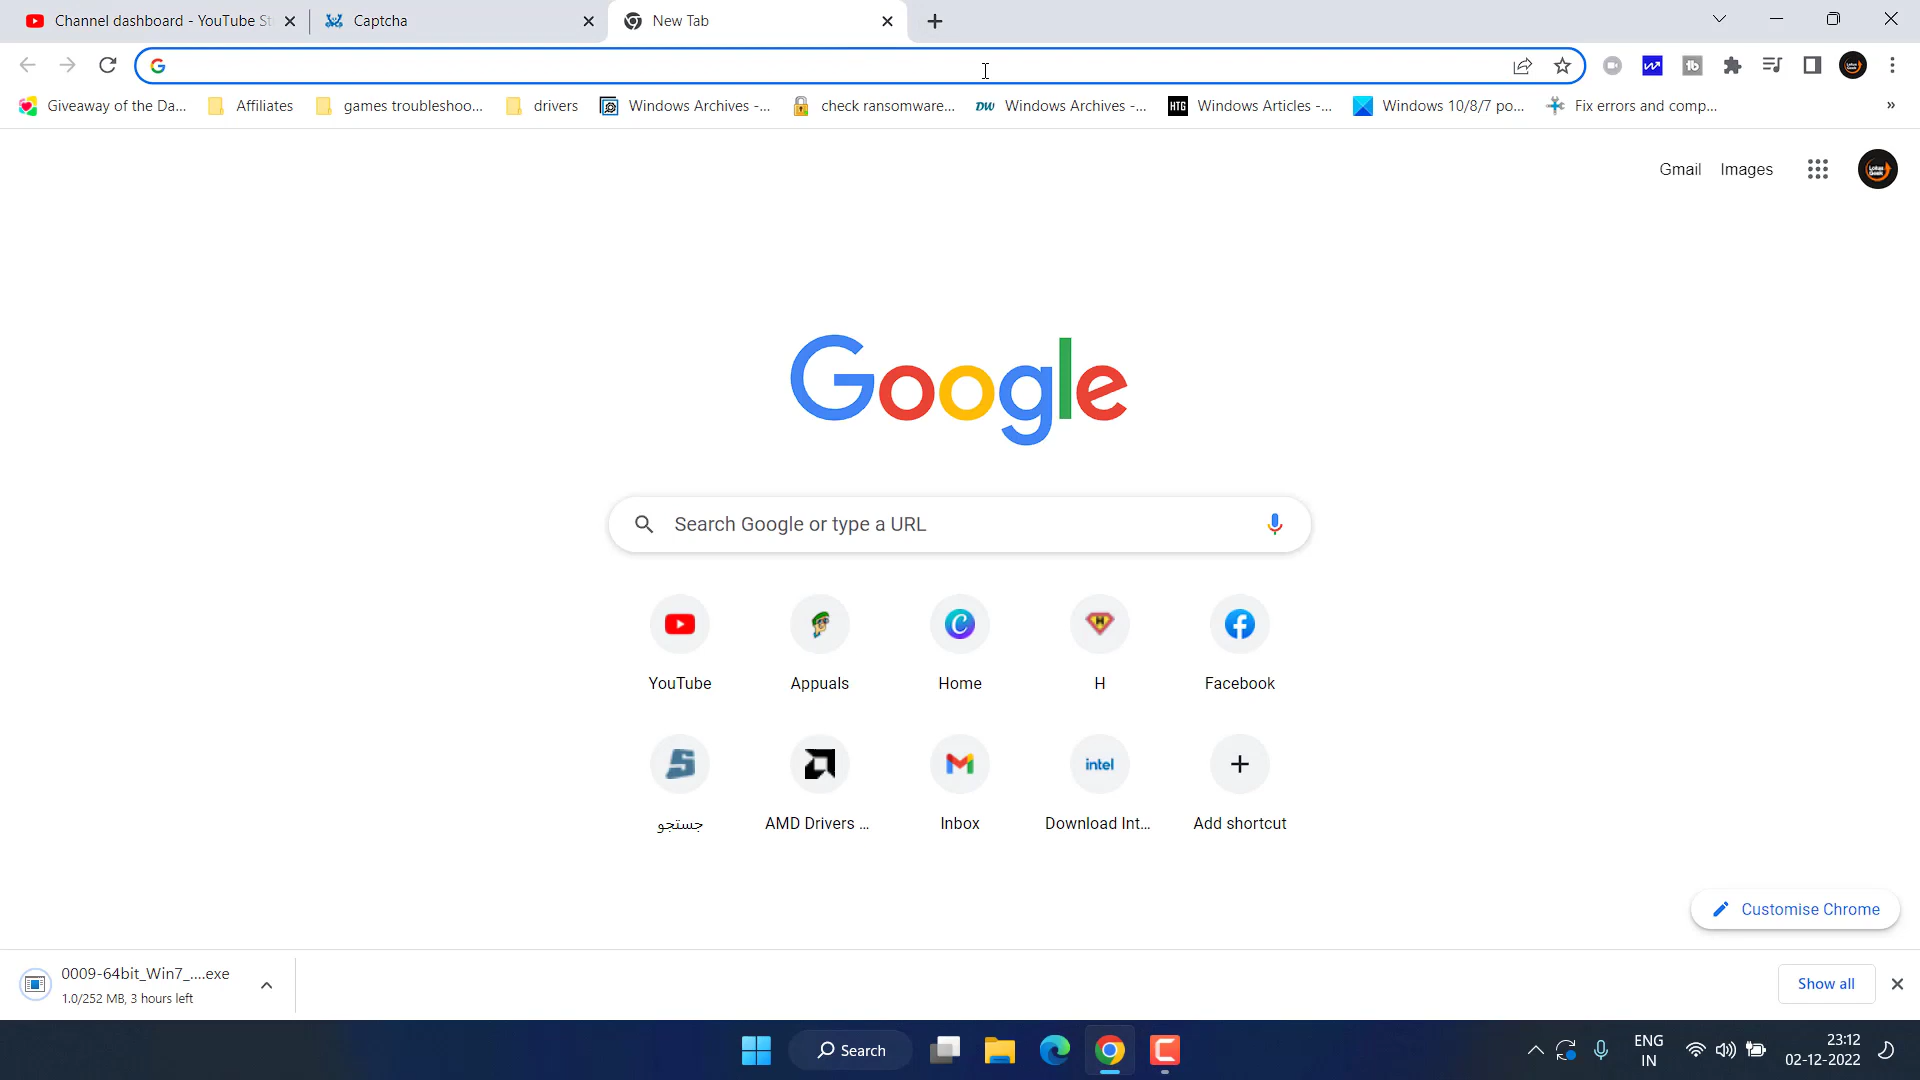 Channel dashboard - YouTube St
Captcha
New Tab
Giveaway of the Da...
Affiliates
games troubleshoo...
drivers
Windows Archives -...
check ransomware...
DW
Windows Archives -...
HTG
Windows Articles -...
Windows 10/8/7 po...
Fix errors and comp...
»
Gmail
Images
Google
Search Google or type a URL
YouTube
Appuals
Home
H
Facebook
intel
جستجو
AMD Drivers ...
Inbox
Download Int...
Add shortcut
Customise Chrome
0009-64bit_Win7_....exe
1.0/252 MB, 3 hours left
Show all
Search
ENG
IN
23:12
02-12-2022